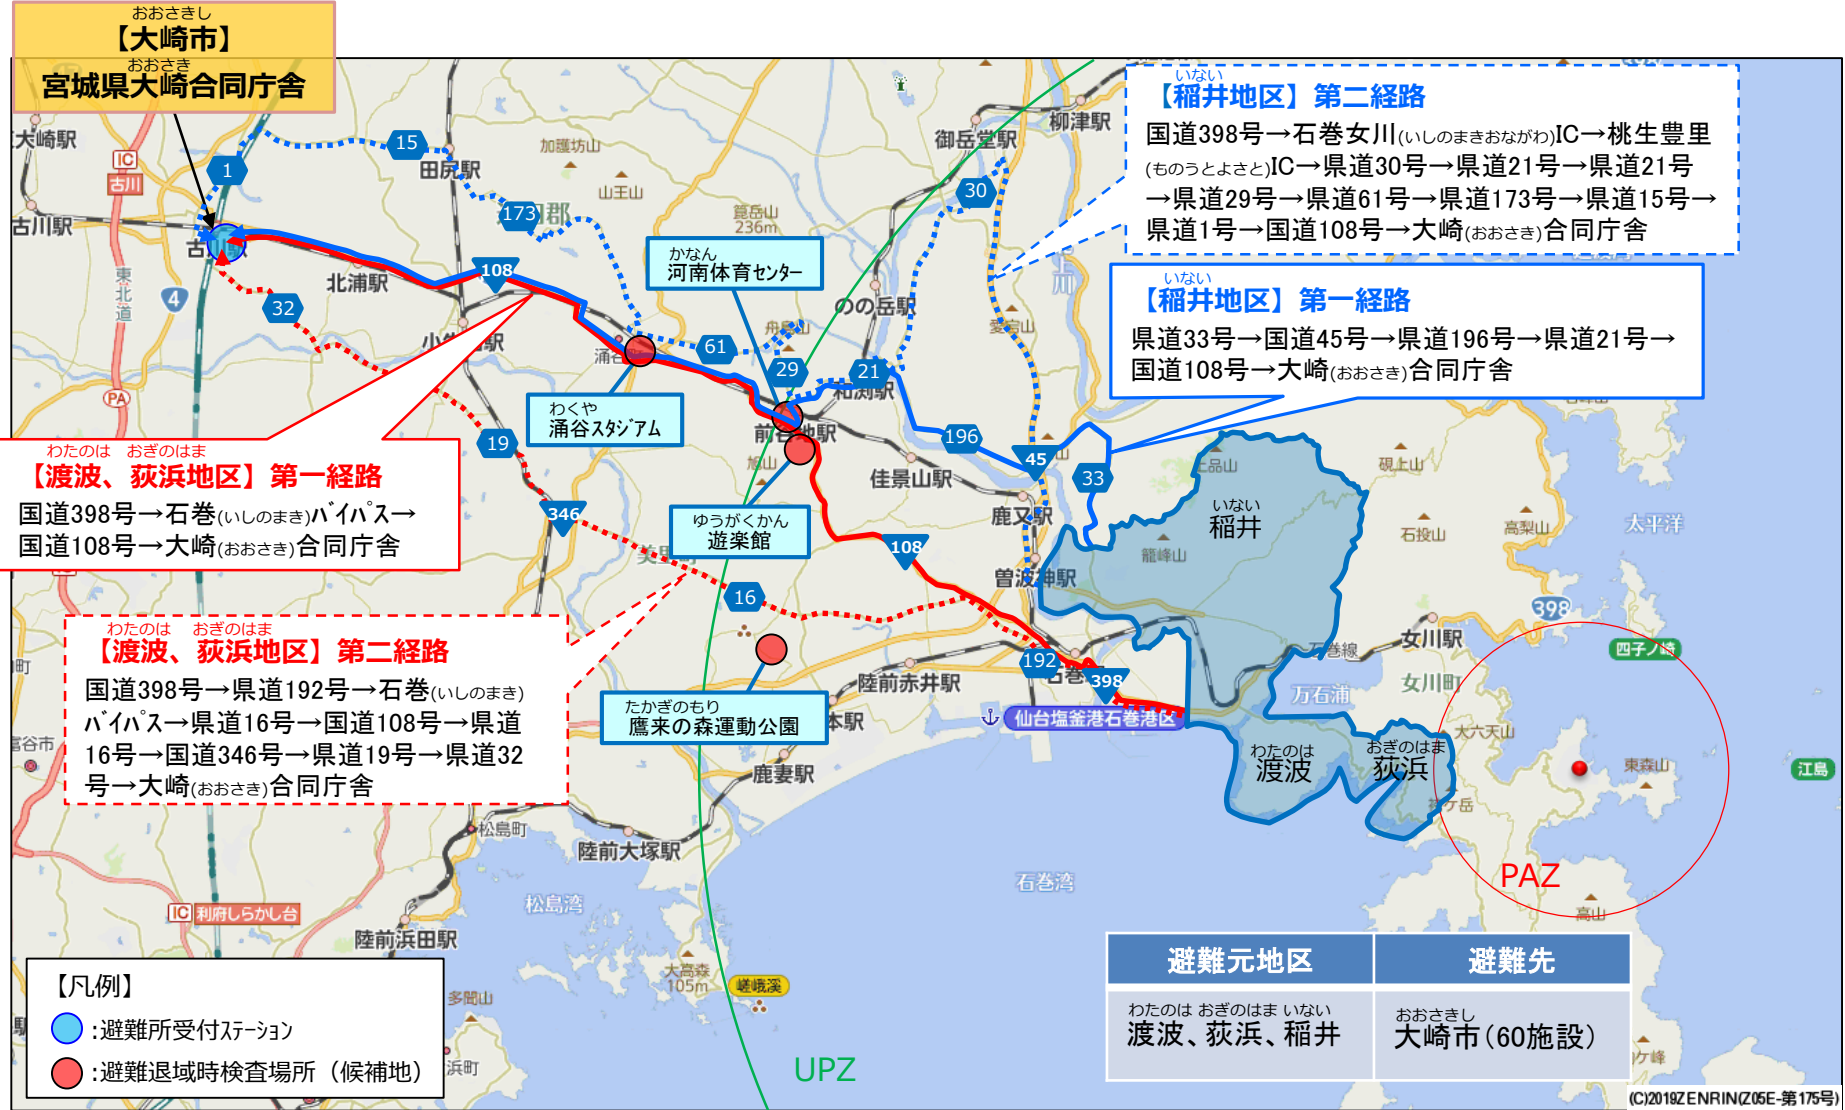 おおさきし
【大崎市】
おおさき
宮城県大崎合同庁舎
いない
【稲井地区】第二経路
国道398号→石巻女川(いしのまきおながわ)IC→桃生豊里
(ものうとよさと)IC→県道30号→県道21号→県道21号
→県道29号→県道61号→県道173号→県道15号→
県道1号→国道108号→大崎(おおさき)合同庁舎
いない
【稲井地区】第一経路
県道33号→国道45号→県道196号→県道21号→
国道108号→大崎(おおさき)合同庁舎
わたのは おぎのはま
【渡波、荻浜地区】第一経路
国道398号→石巻(いしのまき)バイパス→
国道108号→大崎(おおさき)合同庁舎
わたのは おぎのはま
【渡波、荻浜地区】第二経路
国道398号→県道192号→石巻(いしのまき)
バイパス→県道16号→国道108号→県道
16号→国道346号→県道19号→県道32
号→大崎(おおさき)合同庁舎
かなん
河南体育センター
わくや
涌谷スタジアム
ゆうがくかん
遊楽館
たかぎのもり
鷹来の森運動公園
大崎駅
IC
古川
古川駅
東北道
4
PA
1
15
田尻駅
加護坊山
山王山
173
箟岳山
236m
北浦駅
108
32
61
29
21
30
御岳堂駅
柳津駅
のの岳駅
愛宕山
和渕駅
前谷地駅
旭山
佳景山駅
196
45
33
鹿又駅
曽波神駅
19
346
16
108
192
398
陸前赤井駅
仙台塩釜港石巻港区
鹿妻駅
陸前大塚駅
松島町
松島湾
石巻湾
IC 利府しらかし台
陸前浜田駅
多聞山
大高森
105m
嵯峨渓
上品山
いない
稲井
籠峰山
硯上山
石投山
高梨山
太平洋
398
女川駅
四子ノ崎
女川町
万石浦
大六天山
わたのは
渡波
おぎのはま
荻浜
東森山
江島
PAZ
高山
UPZ
【凡例】
:避難所受付ステーション
:避難退域時検査場所（候補地）
避難元地区 避難先
わたのは おぎのはま いない
渡波、荻浜、稲井
おおさきし
大崎市(60施設)
(C)2019ZENRIN(Z05E-第175号)